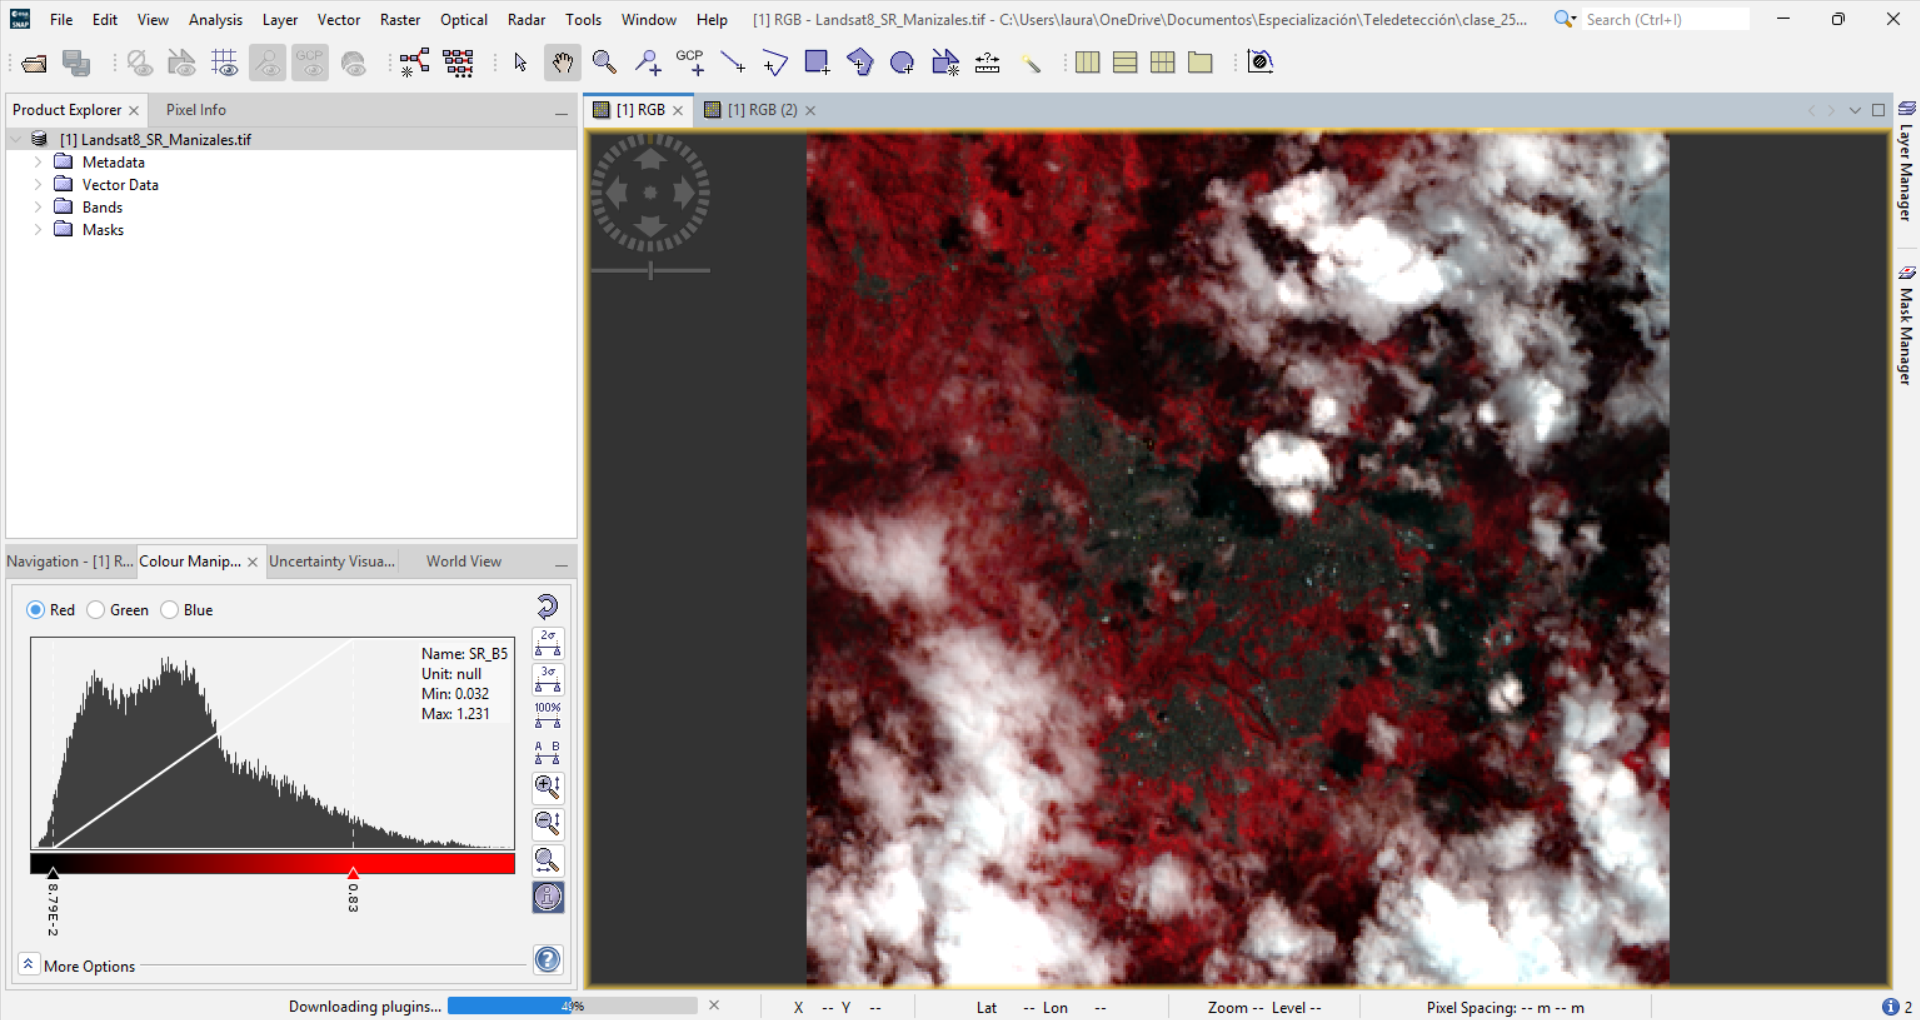 File Edit View Analysis Layer Vector Raster Optical Radar Tools Window Help [1] RGB - Landsat8_SR_Manizales.tif - C:\Users\laura\OneDrive\Documentos\Especialización\Teledetección\clase_25... Search (Ctrl+I)
SNAP
GCP GCP
Product Explorer Pixel Info
[1] RGB [1] RGB (2)
[1] Landsat8_SR_Manizales.tif
Metadata
Vector Data
Bands
Masks
Layer Manager
Mask Manager
Navigation - [1] R... Colour Manip... Uncertainty Visua... World View
Red Green Blue
Name: SR_B5
Unit: null
Min: 0.032
Max: 1.231
2σ
3σ
100%
A B
8.79E-2
0.83
More Options
Downloading plugins... 49% X -- Y -- Lat -- Lon -- Zoom -- Level -- Pixel Spacing: -- m -- m 2